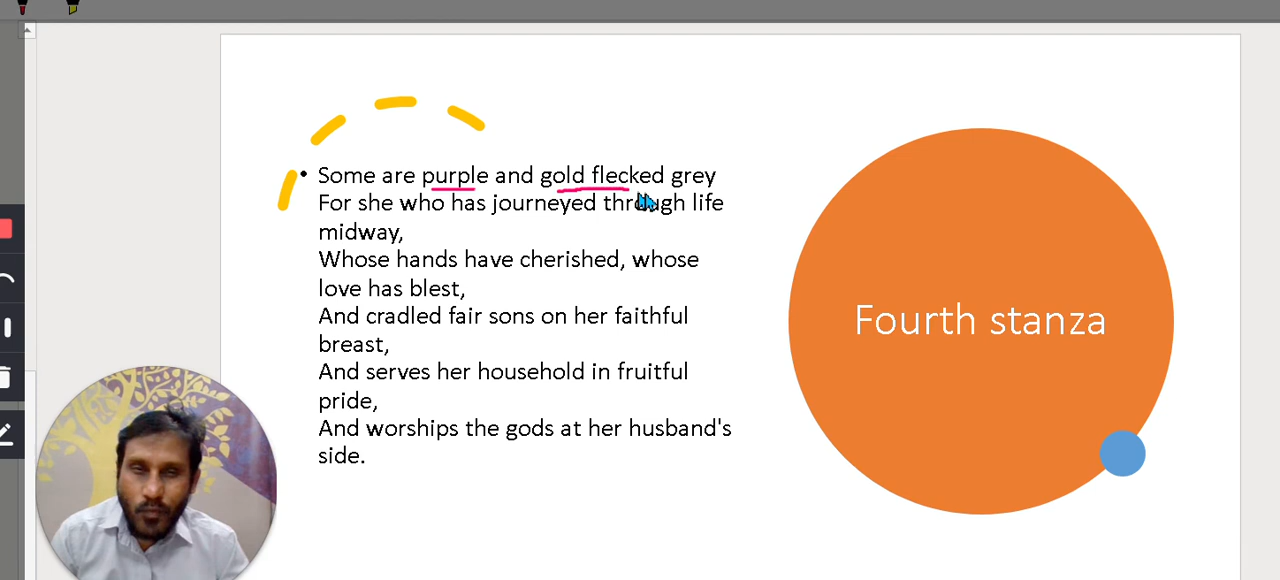 Some are purple and gold flecked grey
For she who has journeyed through life
midway,
Whose hands have cherished, whose
love has blest,
And cradled fair sons on her faithful
breast,
And serves her household in fruitful
pride,
And worships the gods at her husband's
side.
Fourth stanza